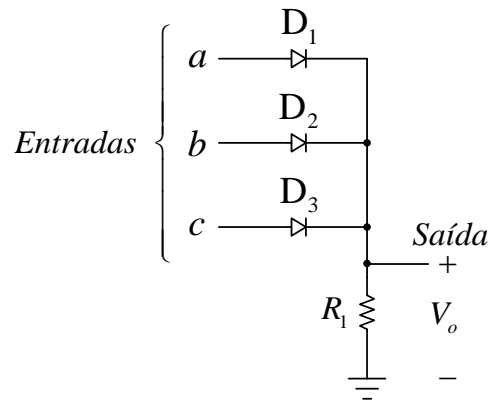 D₁
a
D₂
Entradas b
D₃
c
Saída
+
R₁ Vₒ
−